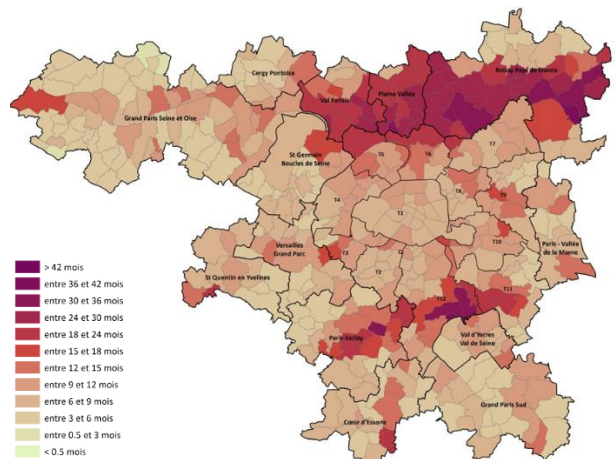 Cergy Pontoise
Roissy Pays de France
Val Parisis
Plaine Vallée
Grand Paris Seine et Oise
St Germain
Boucles de Seine
T5
T6
T7
T8
T9
T4
T1
T10
Paris - Vallée
de la Marne
Versailles
Grand Parc
T3
T2
St Quentin en Yvelines
T11
T12
Paris-Saclay
Val d'Yerres
Val de Seine
Cœur d'Essonne
Grand Paris Sud
> 42 mois
entre 36 et 42 mois
entre 30 et 36 mois
entre 24 et 30 mois
entre 18 et 24 mois
entre 15 et 18 mois
entre 12 et 15 mois
entre 9 et 12 mois
entre 6 et 9 mois
entre 3 et 6 mois
entre 0.5 et 3 mois
< 0.5 mois